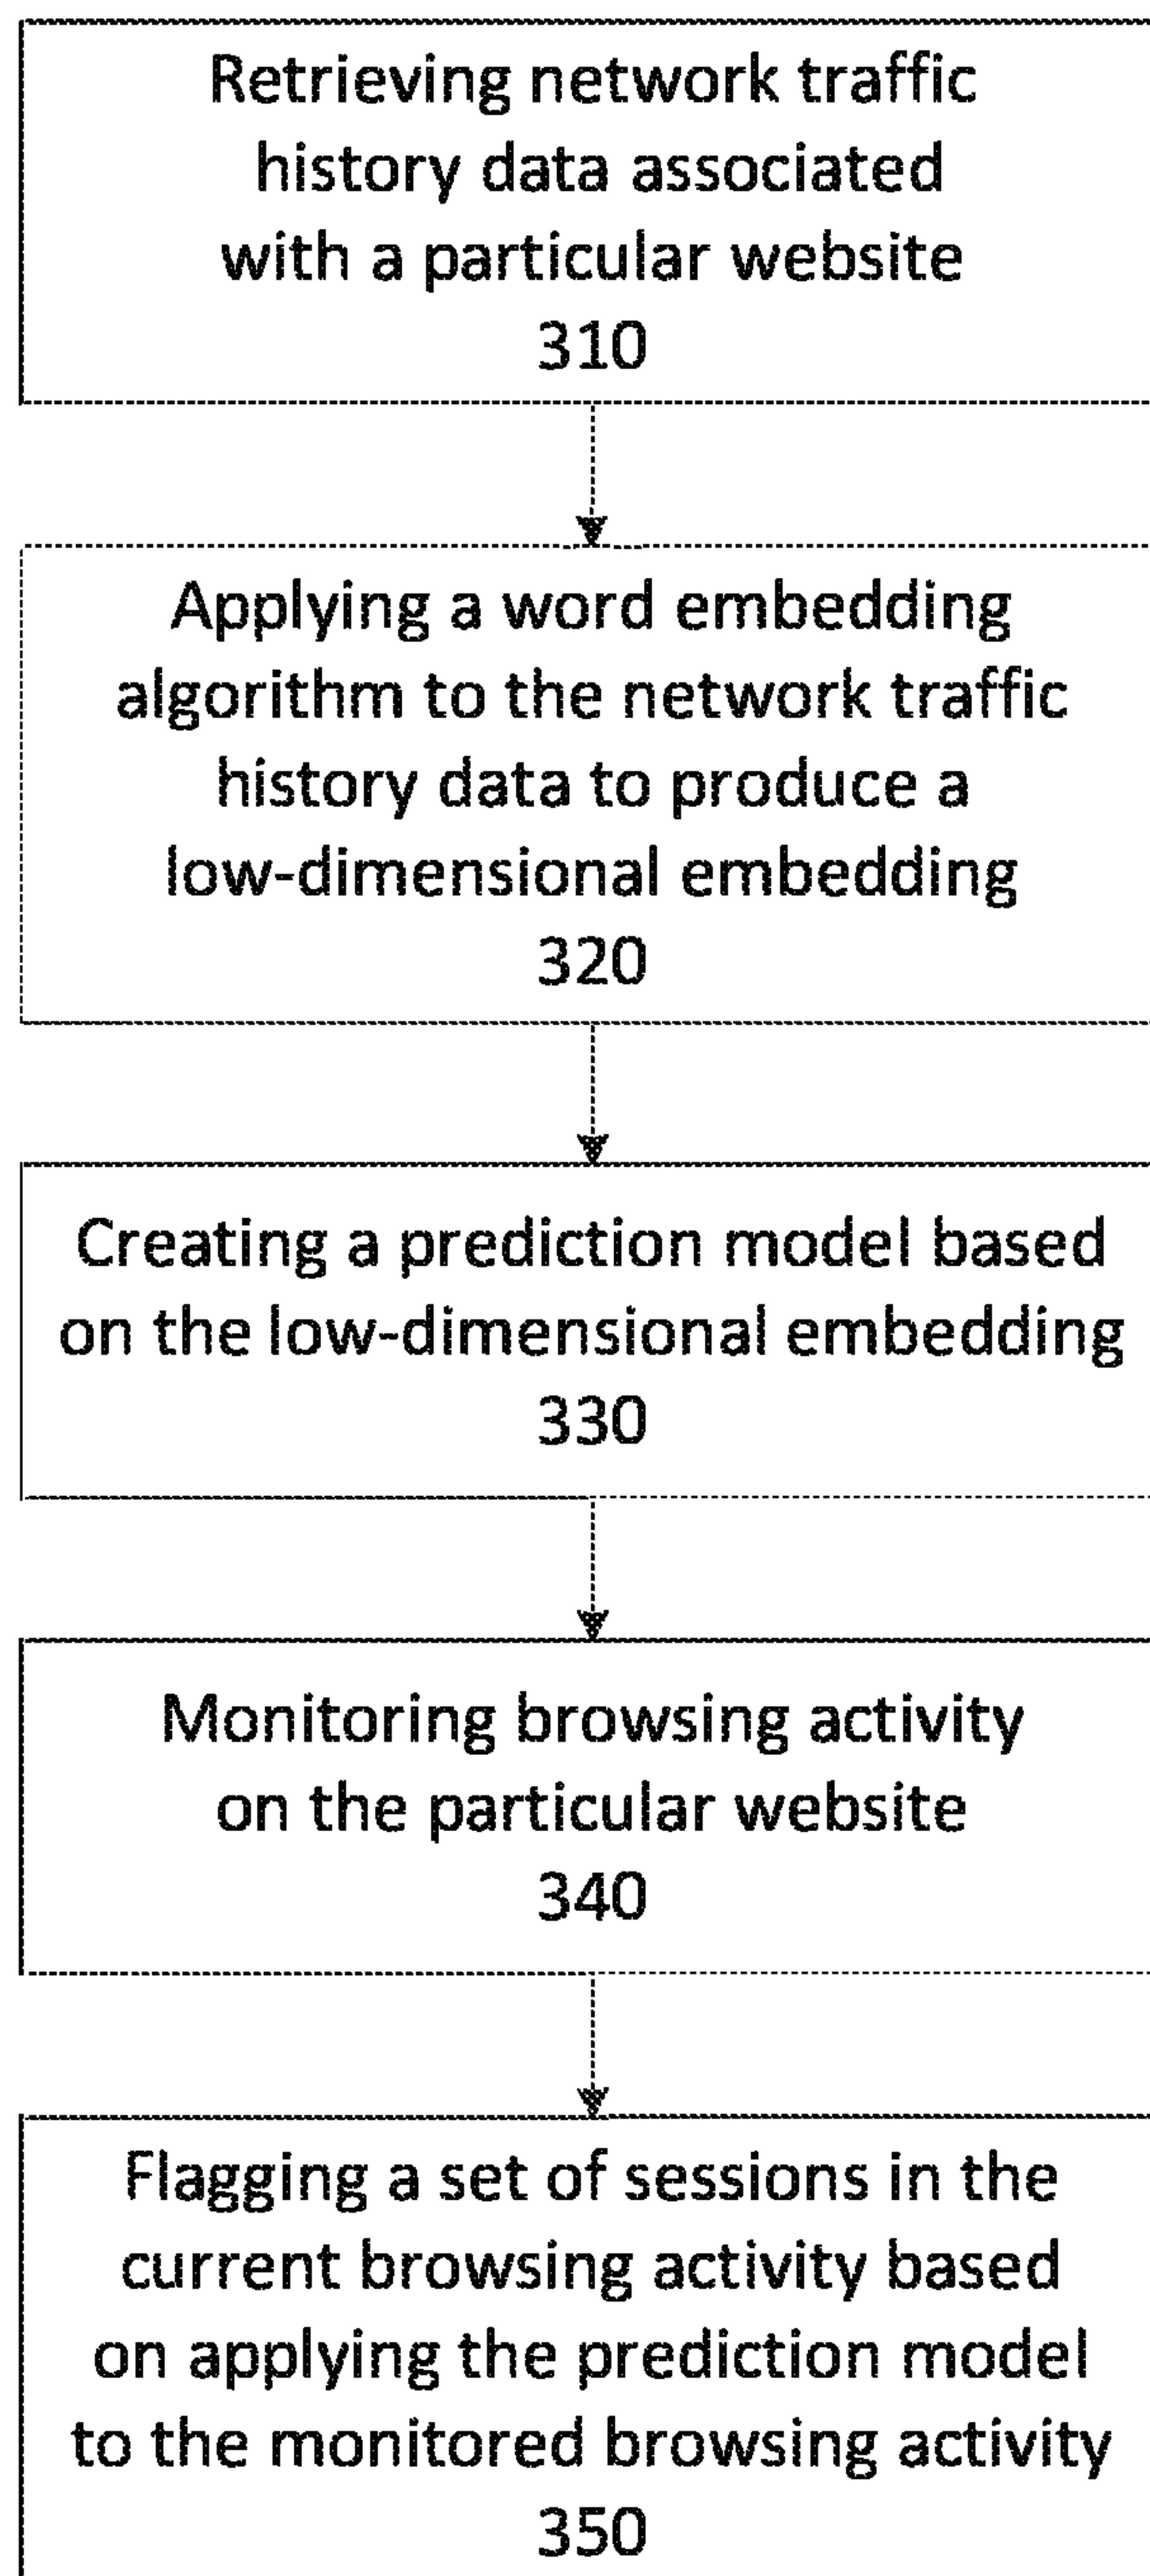 Retrieving network traffic
history data associated
with a particular website
310
Applying a word embedding
algorithm to the network traffic
history data to produce a
low-dimensional embedding
320
Creating a prediction model based
on the low-dimensional embedding
330
Monitoring browsing activity
on the particular website
340
Flagging a set of sessions in the
current browsing activity based
on applying the prediction model
to the monitored browsing activity
350